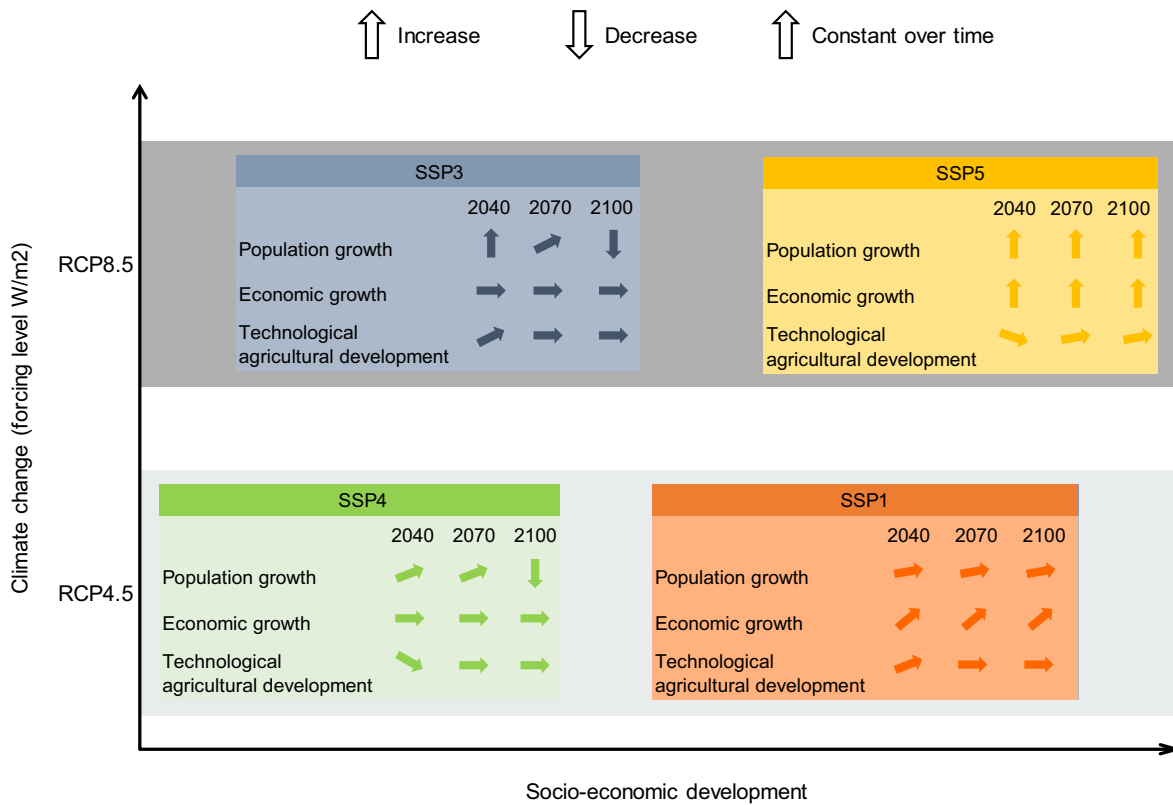 Increase
Decrease
Constant over time
Climate change (forcing level W/m2)
RCP8.5
SSP3
2040 2070 2100
Population growth
Economic growth
Technological
agricultural development
SSP5
2040 2070 2100
Population growth
Economic growth
Technological
agricultural development
RCP4.5
SSP4
2040 2070 2100
Population growth
Economic growth
Technological
agricultural development
SSP1
2040 2070 2100
Population growth
Economic growth
Technological
agricultural development
Socio-economic development